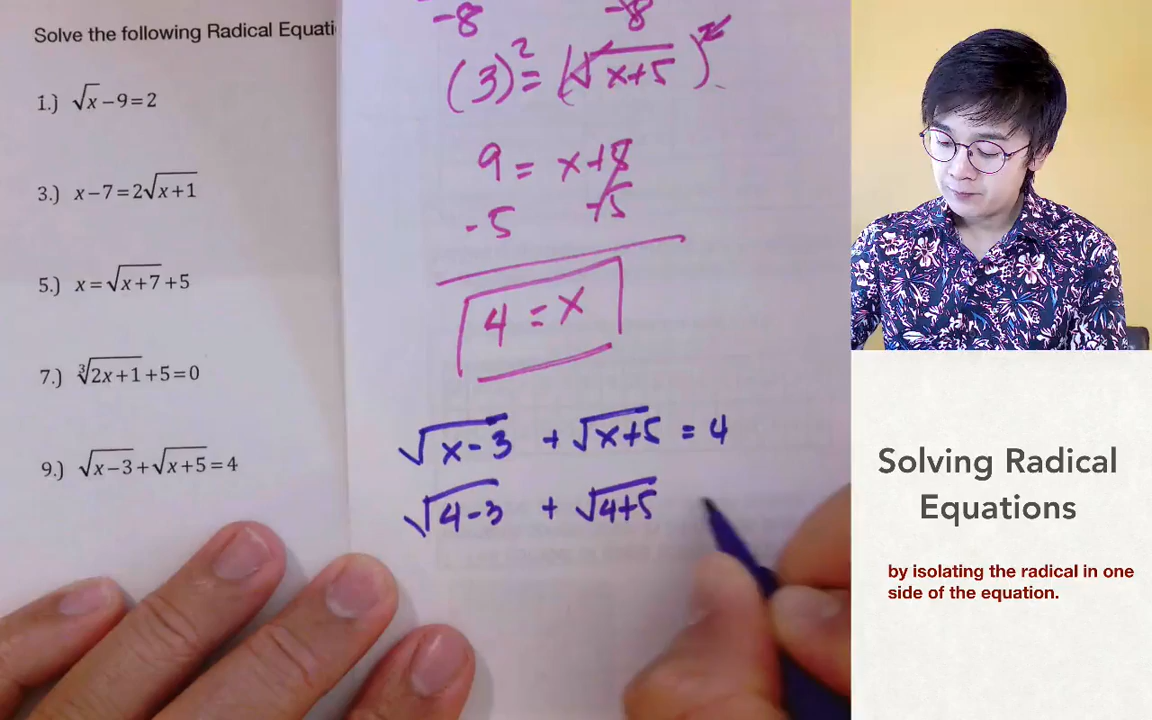 Solve the following Radical Equati
1.) √x−9=2
3.) x−7=2√x+1
5.) x=√x+7+5
7.) ∛2x+1+5=0
9.) √x−3+√x+5=4
-8 -8
(3)²=(√x+5)²
9= x+5
-5 -5
4=x
√x-3 + √x+5 = 4
√4-3 + √4+5
Solving Radical
Equations
by isolating the radical in one
side of the equation.